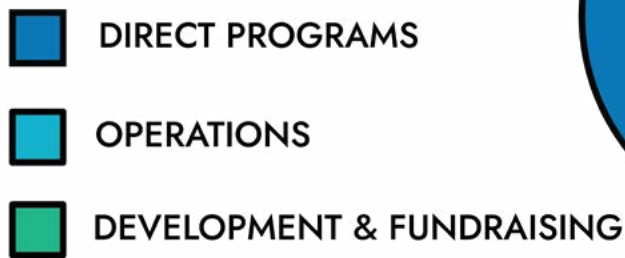 DIRECT PROGRAMS
OPERATIONS
DEVELOPMENT & FUNDRAISING